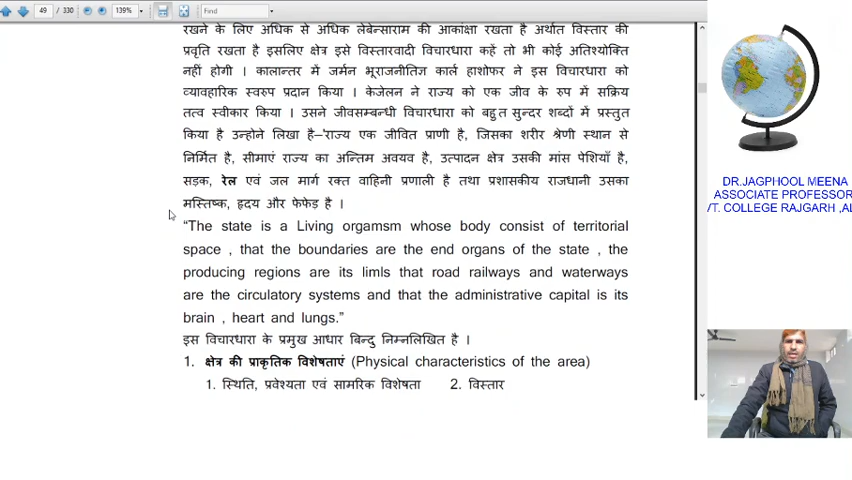 49 / 330 139% Find
रखने के लिए अधिक से अधिक लेबेन्साराम की आकांक्षा रखता है अर्थात विस्तार की
प्रवृति रखता है इसलिए क्षेत्र इसे विस्तारवादी विचारधारा कहें तो भी कोई अतिश्योक्ति
नहीं होगी । कालान्तर में जर्मन भूराजनीतिज्ञ कार्ल हाशोफर ने इस विचारधारा को
व्यावहारिक स्वरुप प्रदान किया । केजेलन ने राज्य को एक जीव के रुप में सक्रिय
तत्व स्वीकार किया । उसने जीवसम्बन्धी विचारधारा को बहुत सुन्दर शब्दों में प्रस्तुत
किया है उन्होने लिखा है–'राज्य एक जीवित प्राणी है, जिसका शरीर श्रेणी स्थान से
निर्मित है, सीमाएं राज्य का अन्तिम अवयव है, उत्पादन क्षेत्र उसकी मांस पेशियाँ है,
सड़क, रेल एवं जल मार्ग रक्त वाहिनी प्रणाली है तथा प्रशासकीय राजधानी उसका
मस्तिष्क, हृदय और फेफेड़ है ।
“The state is a Living orgamsm whose body consist of territorial
space , that the boundaries are the end organs of the state , the
producing regions are its limls that road railways and waterways
are the circulatory systems and that the administrative capital is its
brain , heart and lungs.”
इस विचारधारा के प्रमुख आधार बिन्दु निम्नलिखित है ।
1. क्षेत्र की प्राकृतिक विशेषताएं (Physical characteristics of the area)
1. स्थिति, प्रवेश्यता एवं सामरिक विशेषता 2. विस्तार
DR.JAGPHOOL MEENA
ASSOCIATE PROFESSOR
VT. COLLEGE RAJGARH ,AL